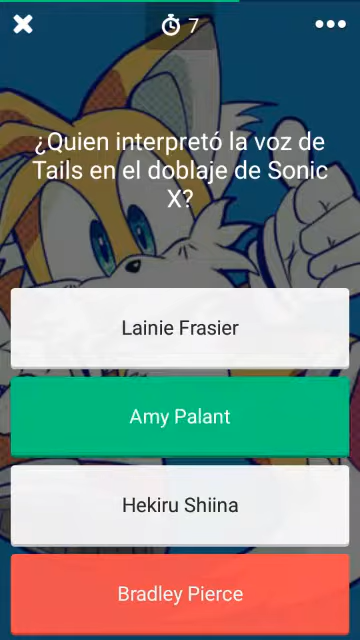 7
¿Quien interpretó la voz de
Tails en el doblaje de Sonic
X?
Lainie Frasier
Amy Palant
Hekiru Shiina
Bradley Pierce